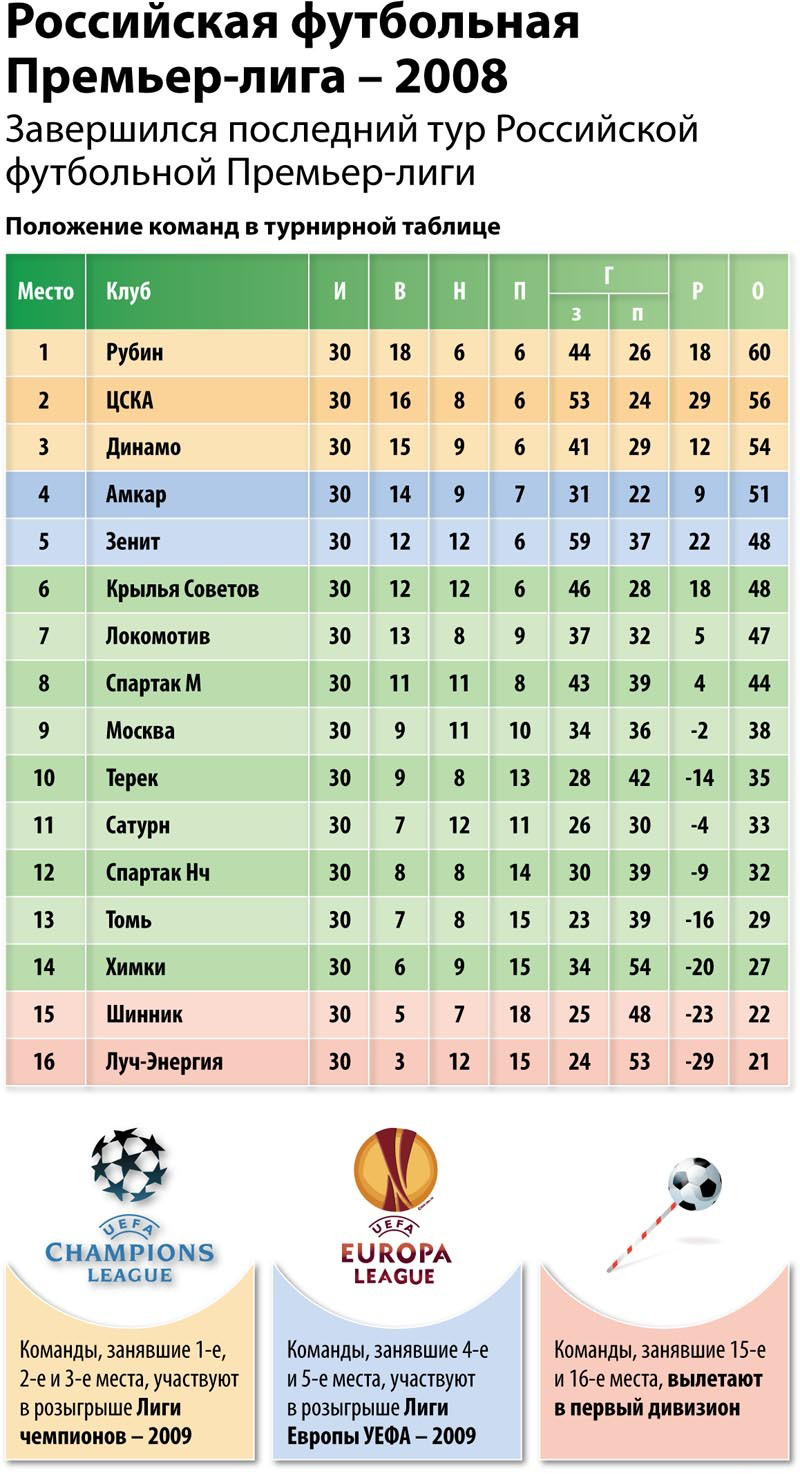 Российская футбольная
Премьер-лига – 2008
Завершился последний тур Российской
футбольной Премьер-лиги
Положение команд в турнирной таблице
Место Клуб И В Н П Г Р О
з п
1 Рубин 30 18 6 6 44 26 18 60
2 ЦСКА 30 16 8 6 53 24 29 56
3 Динамо 30 15 9 6 41 29 12 54
4 Амкар 30 14 9 7 31 22 9 51
5 Зенит 30 12 12 6 59 37 22 48
6 Крылья Советов 30 12 12 6 46 28 18 48
7 Локомотив 30 13 8 9 37 32 5 47
8 Спартак М 30 11 11 8 43 39 4 44
9 Москва 30 9 11 10 34 36 -2 38
10 Терек 30 9 8 13 28 42 -14 35
11 Сатурн 30 7 12 11 26 30 -4 33
12 Спартак Нч 30 8 8 14 30 39 -9 32
13 Томь 30 7 8 15 23 39 -16 29
14 Химки 30 6 9 15 34 54 -20 27
15 Шинник 30 5 7 18 25 48 -23 22
16 Луч-Энергия 30 3 12 15 24 53 -29 21
UEFA
CHAMPIONS
LEAGUE
Команды, занявшие 1-е,
2-е и 3-е места, участвуют
в розыгрыше Лиги
чемпионов – 2009
UEFA
EUROPA
LEAGUE
Команды, занявшие 4-е
и 5-е места, участвуют
в розыгрыше Лиги
Европы УЕФА – 2009
Команды, занявшие 15-е
и 16-е места, вылетают
в первый дивизион